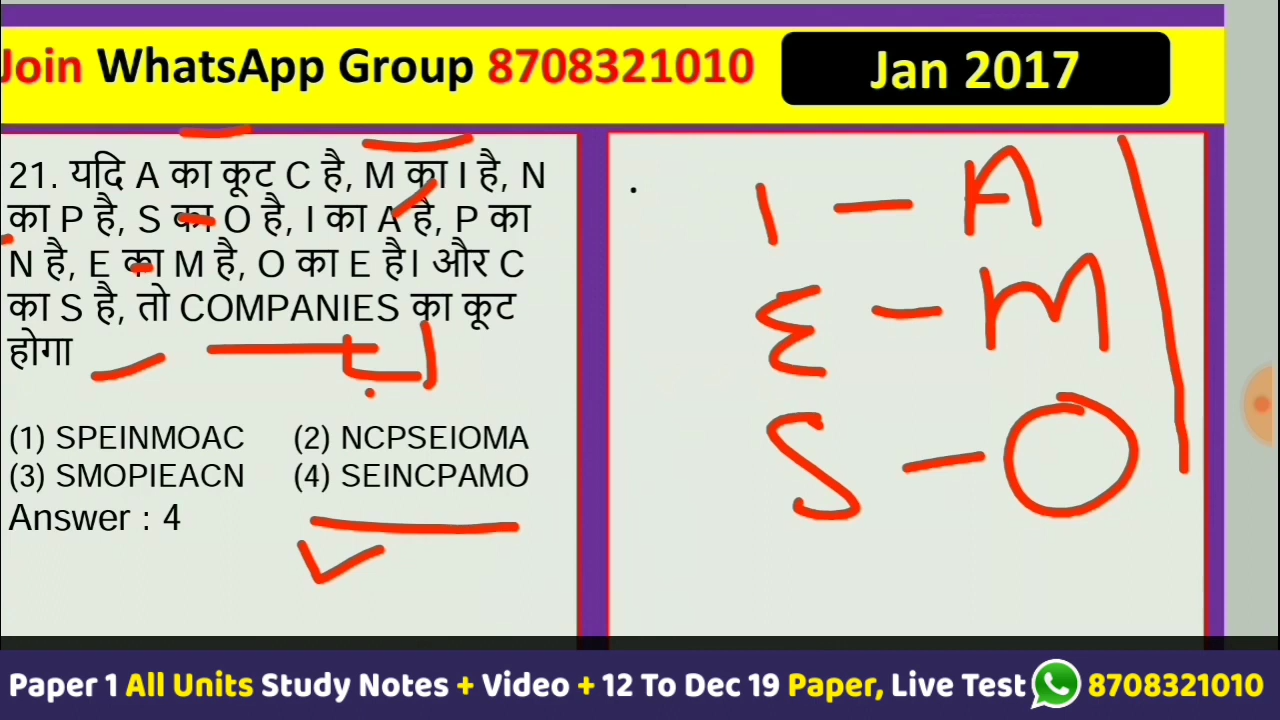 Join WhatsApp Group 8708321010
Jan 2017
21. यदि A का कूट C है, M का I है, N
का P है, S का O है, I का A है, P का
N है, E का M है, O का E है। और C
का S है, तो COMPANIES का कूट
होगा
(1) SPEINMOAC (2) NCPSEIOMA
(3) SMOPIEACN (4) SEINCPAMO
Answer : 4
I - A
E - M
S - O
Paper 1 All Units Study Notes + Video + 12 To Dec 19 Paper, Live Test 8708321010